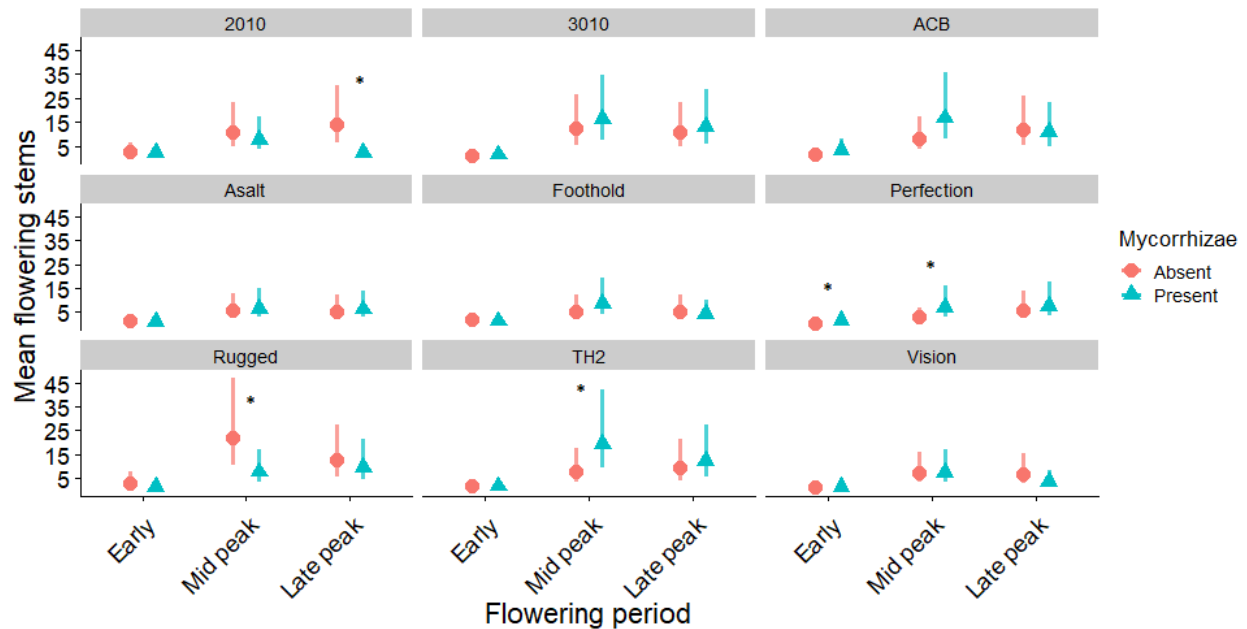 2010 3010 ACB
45
35
25
15
5
Asalt Foothold Perfection
45
35
25
15
5
Rugged TH2 Vision
45
35
25
15
5
* * * * *
Mean flowering stems
Early Mid peak Late peak Early Mid peak Late peak Early Mid peak Late peak
Flowering period
Mycorrhizae
Absent
Present